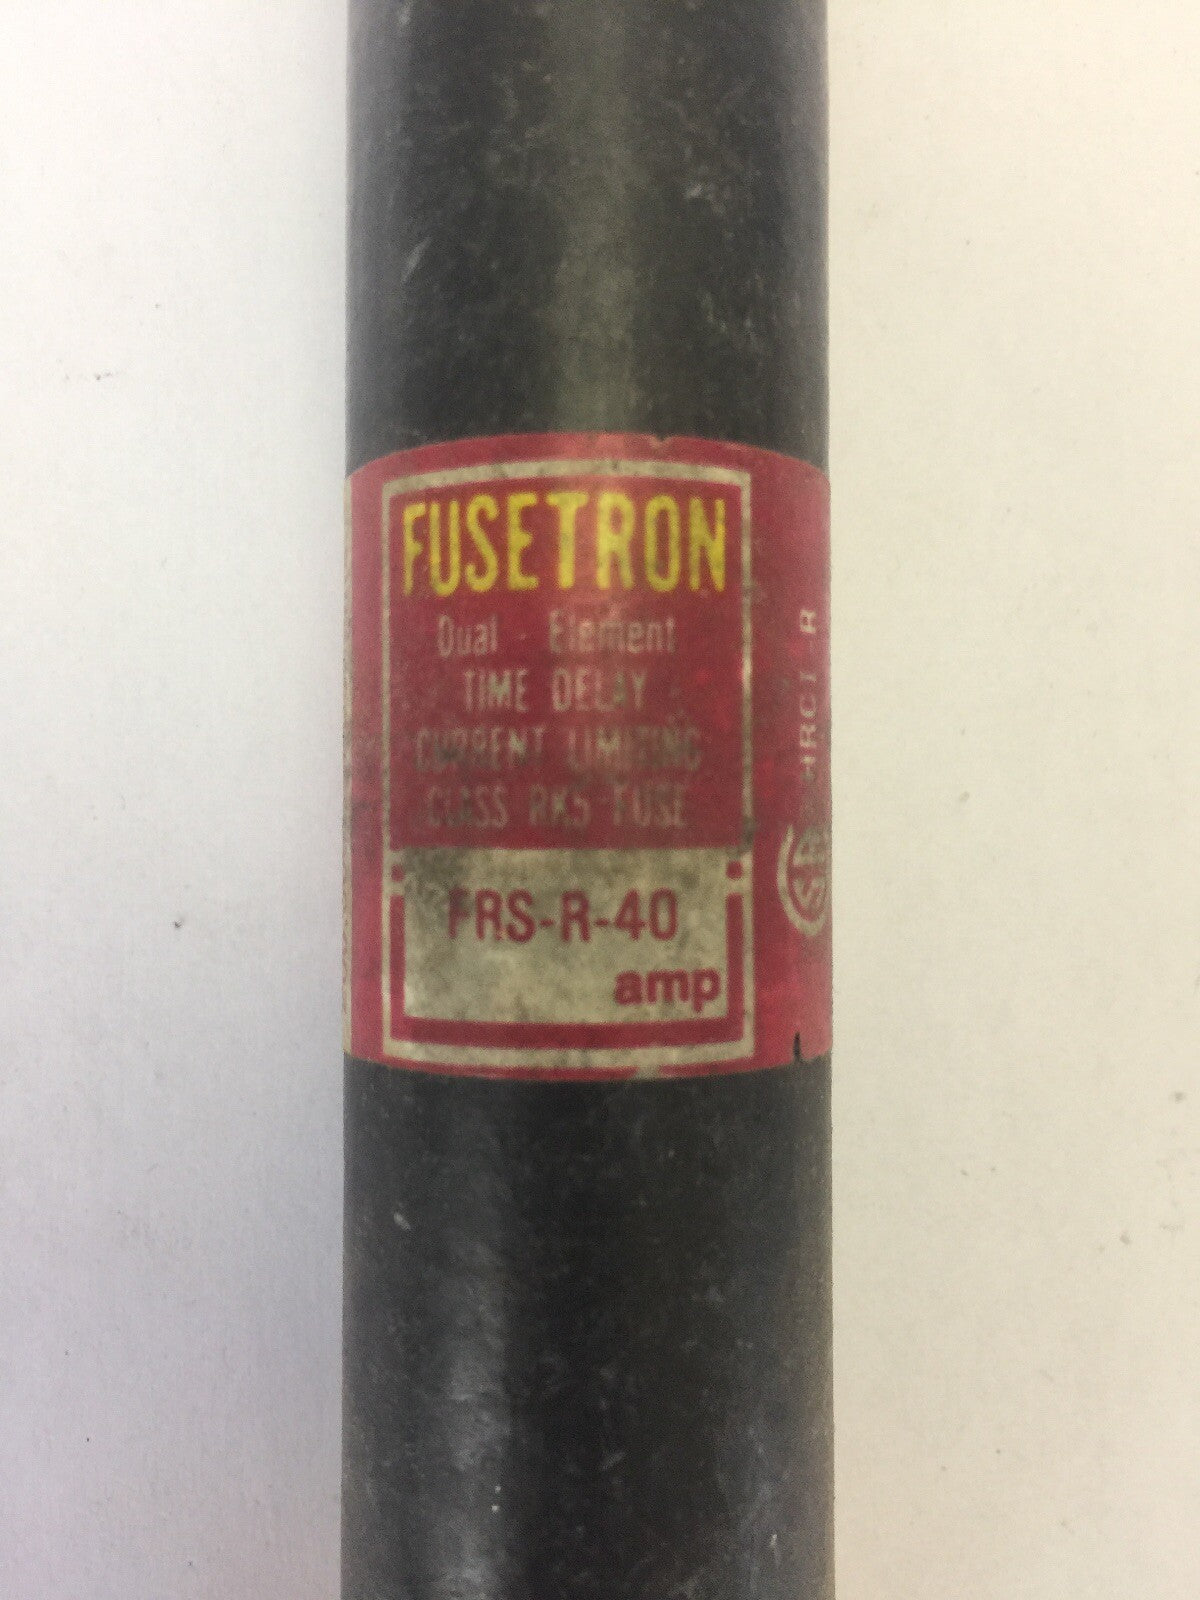 FUSETRON
Dual Element
TIME DELAY
CURRENT LIMITING
CLASS RK5 FUSE
FRS-R-40
amp
HRCI R